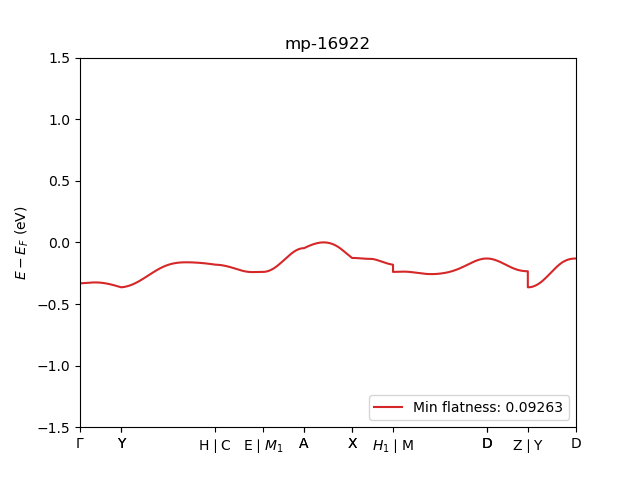 mp-16922
1.5
1.0
0.5
0.0
−0.5
−1.0
−1.5
E − E_F (eV)
Γ Y H | C E | M_1 A X H_1 | M D Z | Y D
Min flatness: 0.09263